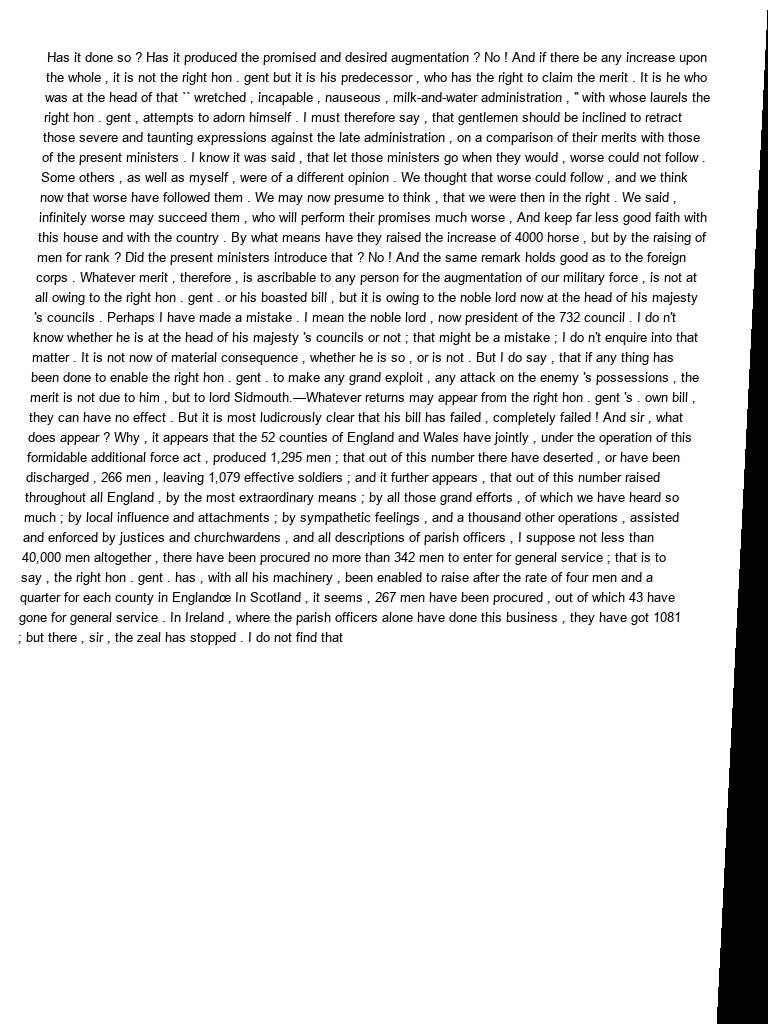 Has it done so ? Has it produced the promised and desired augmentation ? No ! And if there be any increase upon
the whole , it is not the right hon . gent but it is his predecessor , who has the right to claim the merit . It is he who
was at the head of that `` wretched , incapable , nauseous , milk-and-water administration , '' with whose laurels the
right hon . gent , attempts to adorn himself . I must therefore say , that gentlemen should be inclined to retract
those severe and taunting expressions against the late administration , on a comparison of their merits with those
of the present ministers . I know it was said , that let those ministers go when they would , worse could not follow .
Some others , as well as myself , were of a different opinion . We thought that worse could follow , and we think
now that worse have followed them . We may now presume to think , that we were then in the right . We said ,
infinitely worse may succeed them , who will perform their promises much worse , And keep far less good faith with
this house and with the country . By what means have they raised the increase of 4000 horse , but by the raising of
men for rank ? Did the present ministers introduce that ? No ! And the same remark holds good as to the foreign
corps . Whatever merit , therefore , is ascribable to any person for the augmentation of our military force , is not at
all owing to the right hon . gent . or his boasted bill , but it is owing to the noble lord now at the head of his majesty
's councils . Perhaps I have made a mistake . I mean the noble lord , now president of the 732 council . I do n't
know whether he is at the head of his majesty 's councils or not ; that might be a mistake ; I do n't enquire into that
matter . It is not now of material consequence , whether he is so , or is not . But I do say , that if any thing has
been done to enable the right hon . gent . to make any grand exploit , any attack on the enemy 's possessions , the
merit is not due to him , but to lord Sidmouth.—Whatever returns may appear from the right hon . gent 's . own bill ,
they can have no effect . But it is most ludicrously clear that his bill has failed , completely failed ! And sir , what
does appear ? Why , it appears that the 52 counties of England and Wales have jointly , under the operation of this
formidable additional force act , produced 1,295 men ; that out of this number there have deserted , or have been
discharged , 266 men , leaving 1,079 effective soldiers ; and it further appears , that out of this number raised
throughout all England , by the most extraordinary means ; by all those grand efforts , of which we have heard so
much ; by local influence and attachments ; by sympathetic feelings , and a thousand other operations , assisted
and enforced by justices and churchwardens , and all descriptions of parish officers , I suppose not less than
40,000 men altogether , there have been procured no more than 342 men to enter for general service ; that is to
say , the right hon . gent . has , with all his machinery , been enabled to raise after the rate of four men and a
quarter for each county in Englandœ In Scotland , it seems , 267 men have been procured , out of which 43 have
gone for general service . In Ireland , where the parish officers alone have done this business , they have got 1081
; but there , sir , the zeal has stopped . I do not find that